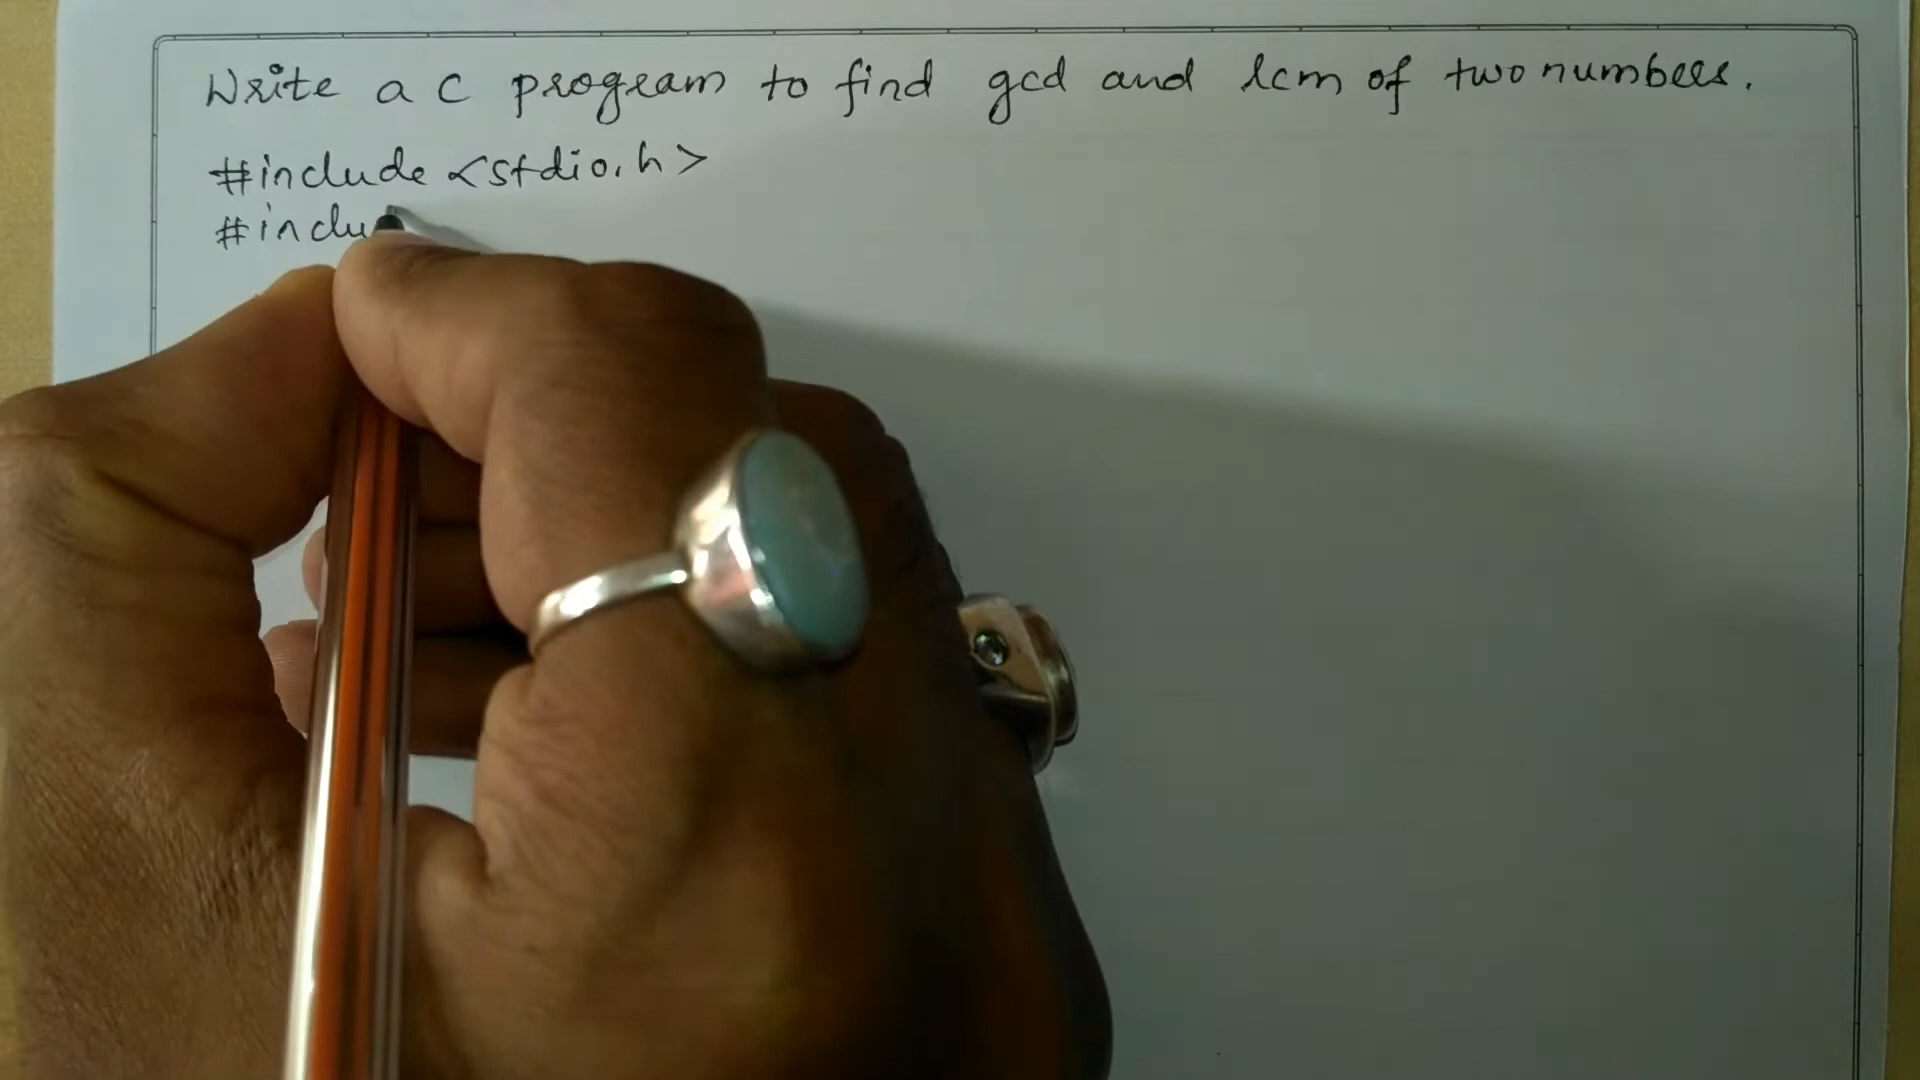 Write a c program to find gcd and lcm of two numbers.
#include <stdio.h>
#inclu